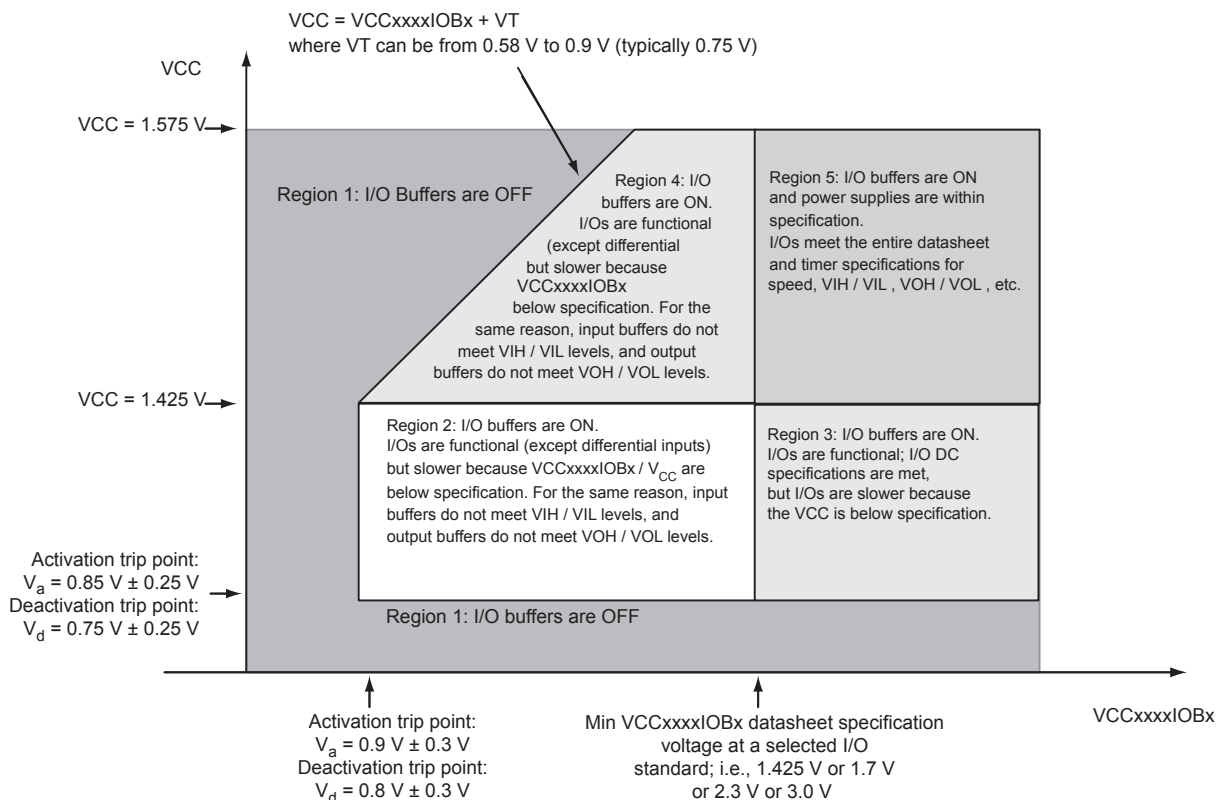 VCC = VCCxxxxIOBx + VT
where VT can be from 0.58 V to 0.9 V (typically 0.75 V)
VCC
VCC = 1.575 V
Region 1: I/O Buffers are OFF
Region 4: I/O
buffers are ON.
I/Os are functional
(except differential
but slower because
VCCxxxxIOBx
below specification. For the
same reason, input buffers do not
meet VIH / VIL levels, and output
buffers do not meet VOH / VOL levels.
Region 5: I/O buffers are ON
and power supplies are within
specification.
I/Os meet the entire datasheet
and timer specifications for
speed, VIH / VIL , VOH / VOL , etc.
VCC = 1.425 V
Region 2: I/O buffers are ON.
I/Os are functional (except differential inputs)
but slower because VCCxxxxIOBx / VCC are
below specification. For the same reason, input
buffers do not meet VIH / VIL levels, and
output buffers do not meet VOH / VOL levels.
Region 3: I/O buffers are ON.
I/Os are functional; I/O DC
specifications are met,
but I/Os are slower because
the VCC is below specification.
Activation trip point:
Va = 0.85 V ± 0.25 V
Deactivation trip point:
Vd = 0.75 V ± 0.25 V
Region 1: I/O buffers are OFF
Activation trip point:
Va = 0.9 V ± 0.3 V
Deactivation trip point:
Vd = 0.8 V ± 0.3 V
Min VCCxxxxIOBx datasheet specification
voltage at a selected I/O
standard; i.e., 1.425 V or 1.7 V
or 2.3 V or 3.0 V
VCCxxxxIOBx